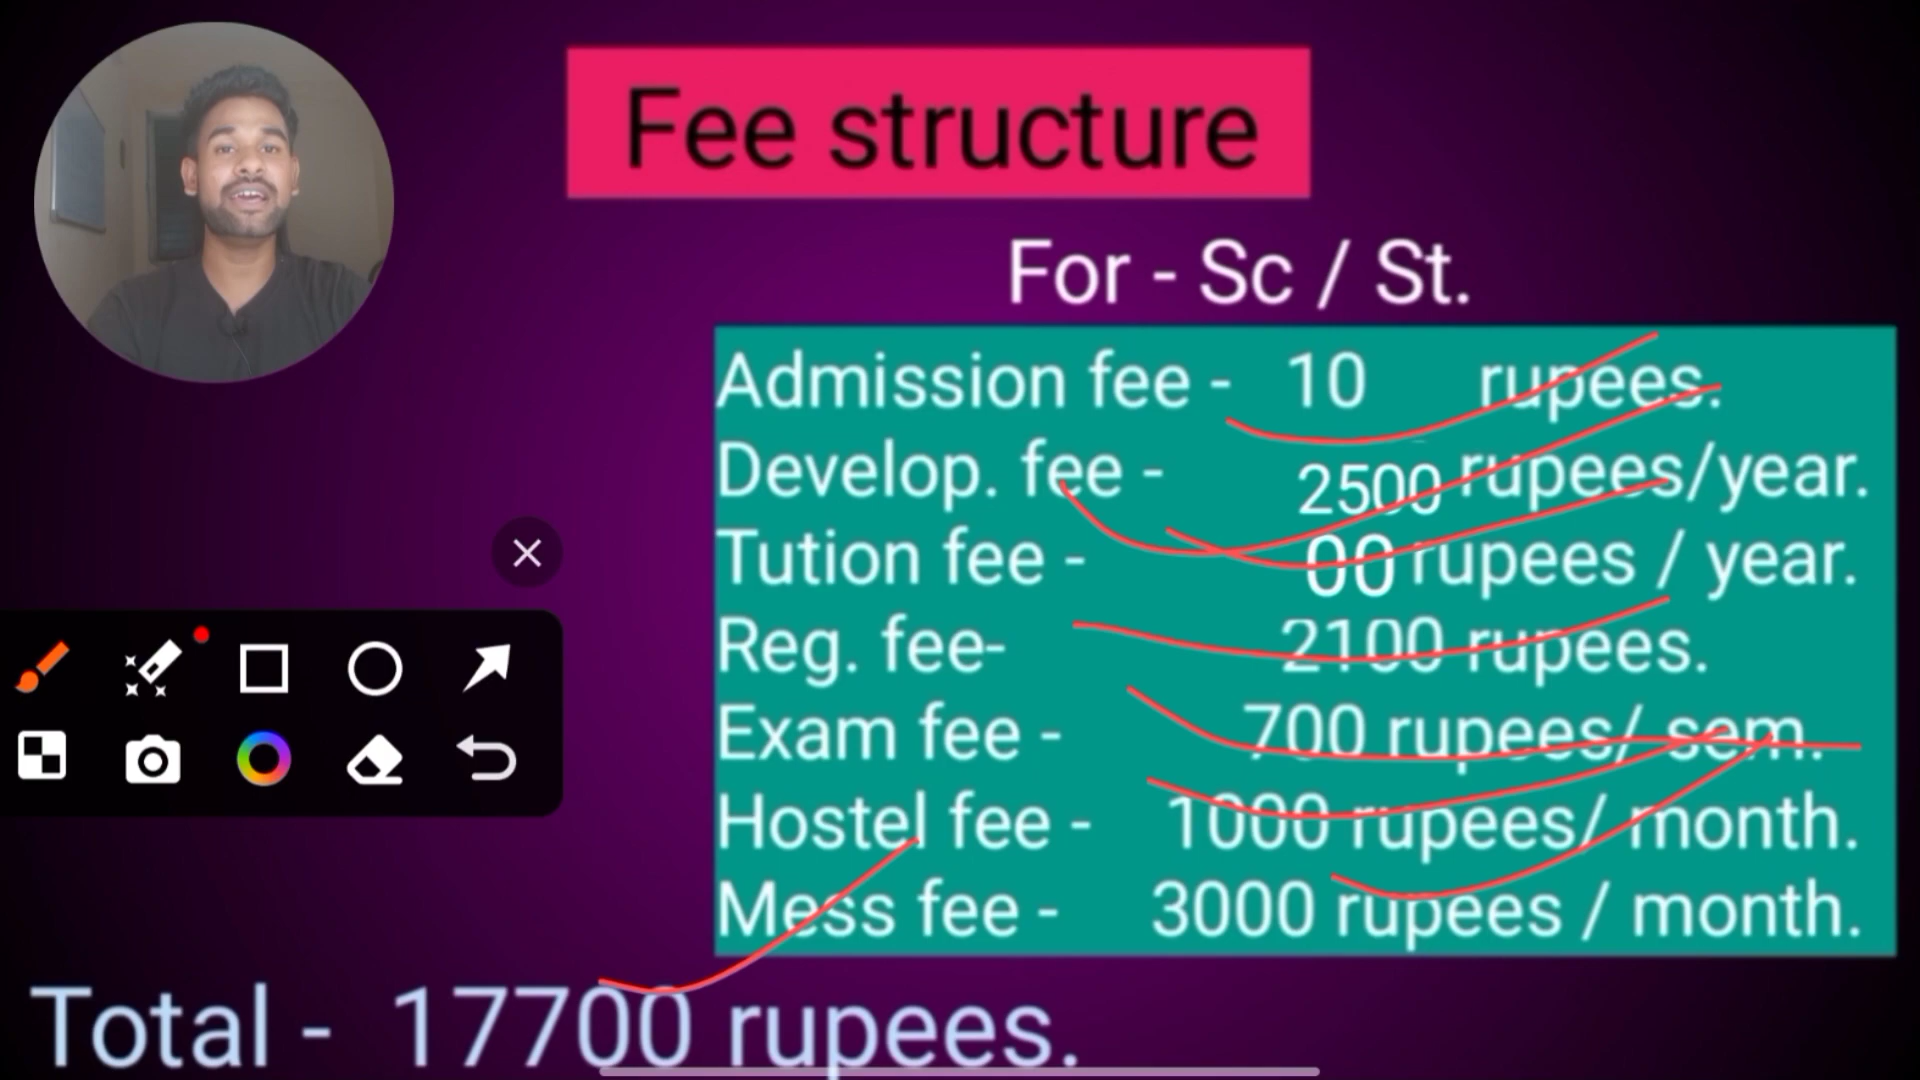 Fee structure
For - Sc / St.
Admission fee - 10 rupees.
Develop. fee - 2500 rupees/year.
Tution fee - 00 rupees / year.
Reg. fee- 2100 rupees.
Exam fee - 700 rupees/ sem.
Hostel fee - 1000 rupees/ month.
Mess fee - 3000 rupees / month.
Total - 17700 rupees.